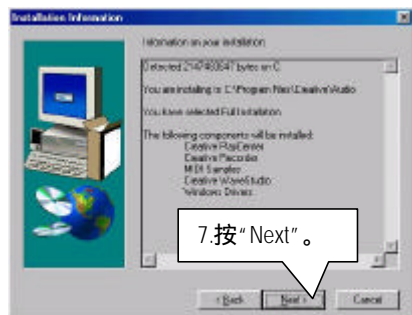 Installation Information
Information on your installation:
Detected 2147483647 bytes on C
You are installing to: C:\Program Files\Creative\Audio
You have selected Full Installation
The following components will be installed:
Creative PlayCenter
Creative Recorder
MIDI Samples
Creative WaveStudio
Windows Drivers
7.按“Next”。
< Back
Next >
Cancel